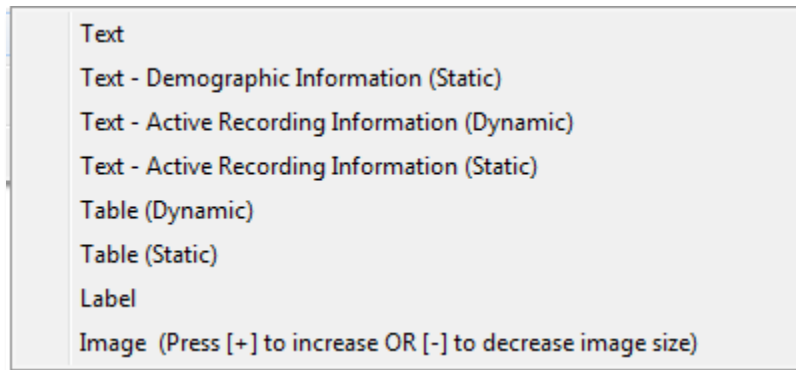 Text
Text - Demographic Information (Static)
Text - Active Recording Information (Dynamic)
Text - Active Recording Information (Static)
Table (Dynamic)
Table (Static)
Label
Image  (Press [+] to increase OR [-] to decrease image size)